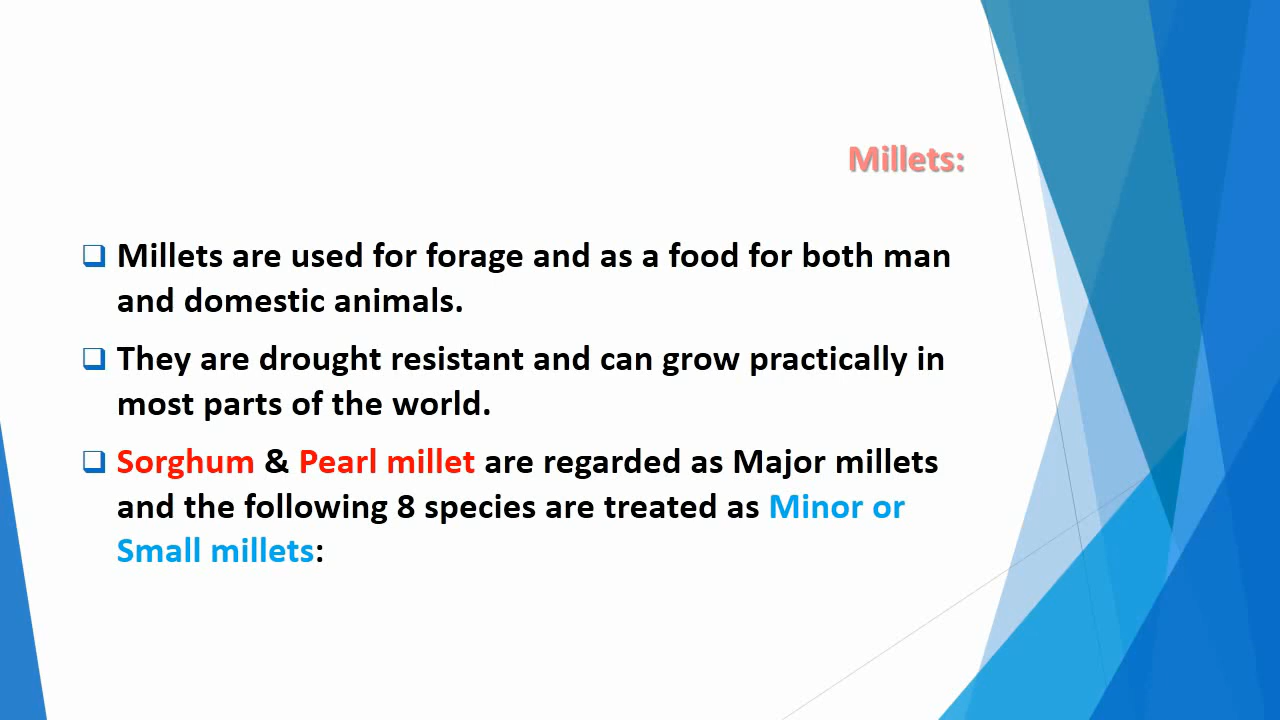 Millets:
Millets are used for forage and as a food for both man
and domestic animals.
They are drought resistant and can grow practically in
most parts of the world.
Sorghum & Pearl millet are regarded as Major millets
and the following 8 species are treated as Minor or
Small millets: